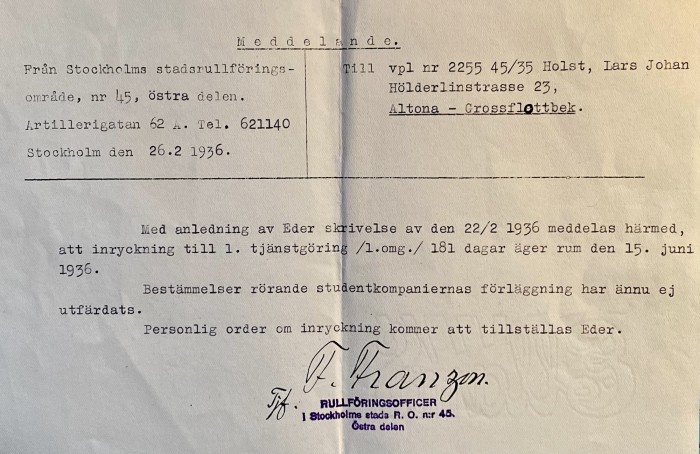 Meddelande.
Från Stockholms stadsrullförings-
område, nr 45, östra delen.
Artillerigatan 62 A. Tel. 621140
Stockholm den 26.2 1936.
Till vpl nr 2255 45/35 Holst, Lars Johan
Hölderlinstrasse 23,
Altona - Grossflottbek.
Med anledning av Eder skrivelse av den 22/2 1936 meddelas härmed,
att inryckning till 1. tjänstgöring /1.omg./ 181 dagar äger rum den 15. juni
1936.
Bestämmelser rörande studentkompaniernas förläggning har ännu ej
utfärdats.
Personlig order om inryckning kommer att tillställas Eder.
F. Franzon.
Tjf. RULLFÖRINGSOFFICER
I Stockholms stads R. O. n:r 45.
Östra delen